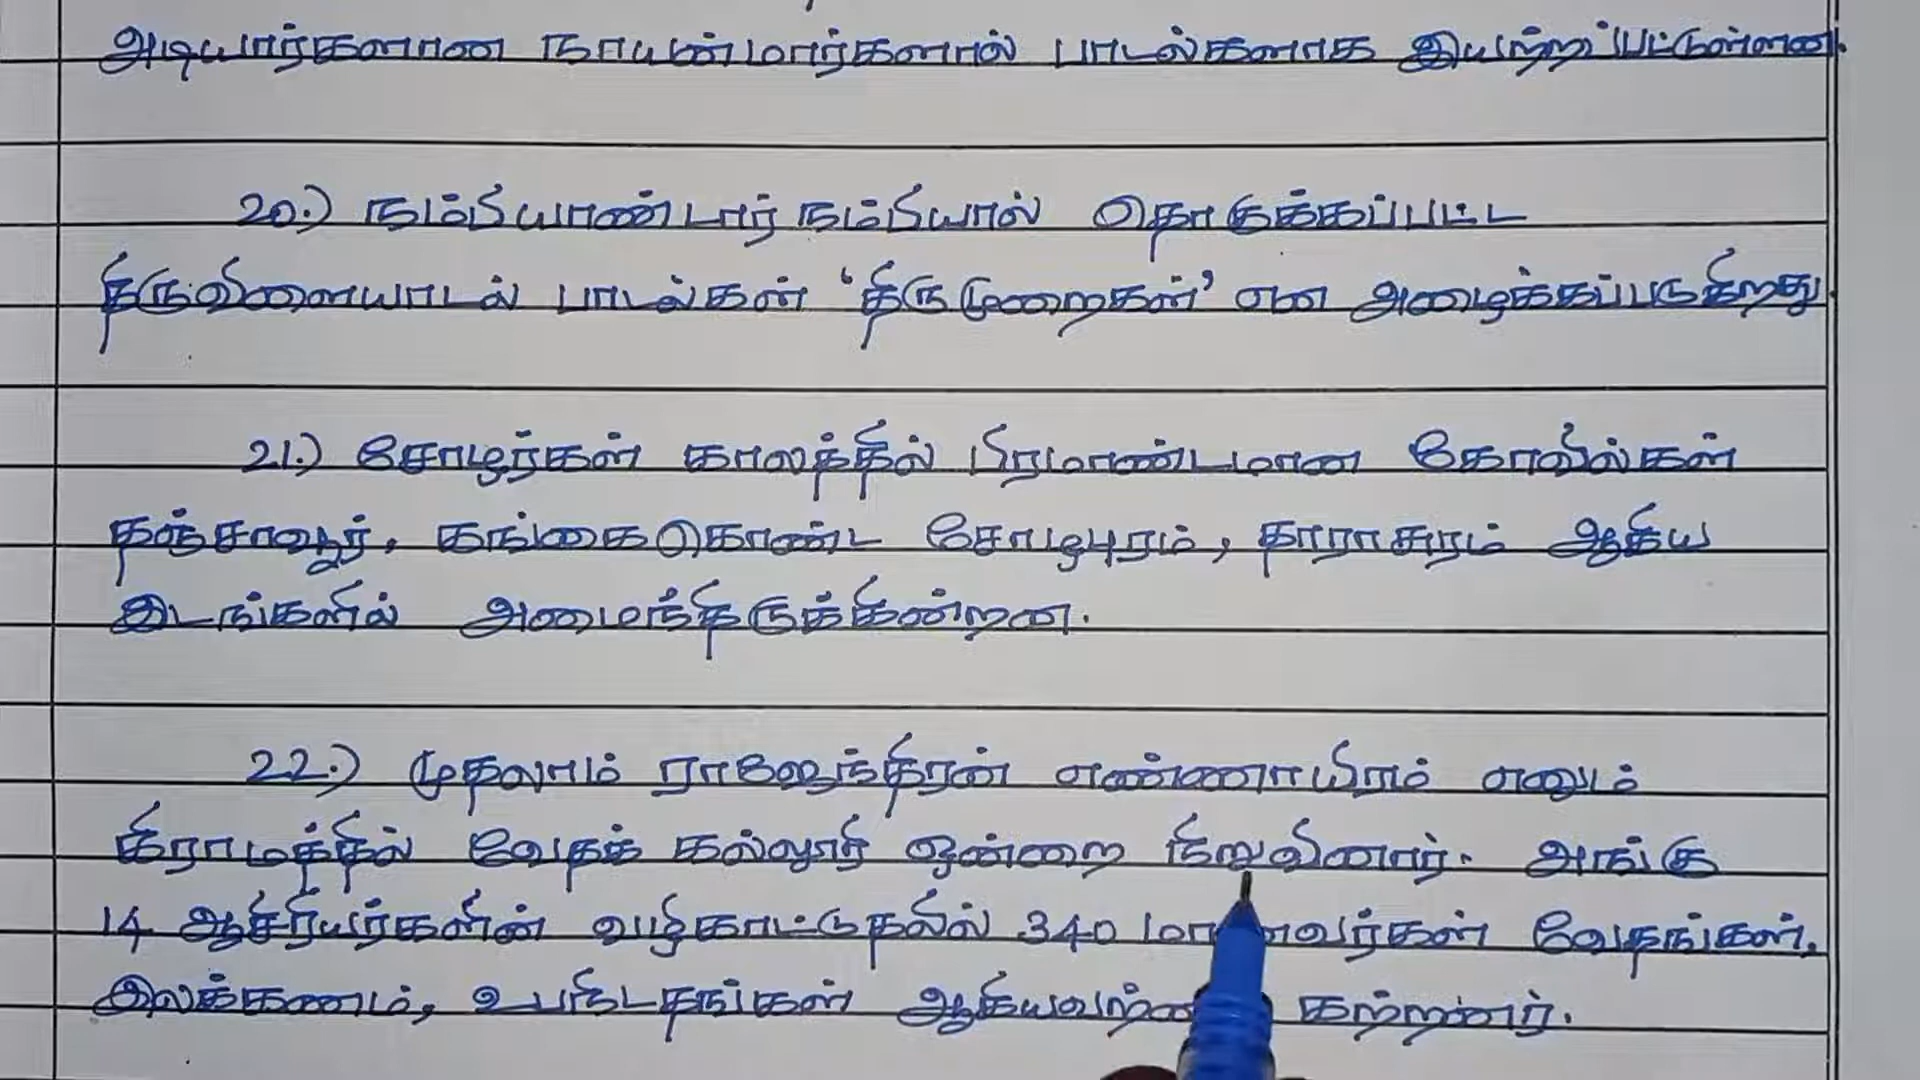 அடியார்களான நாயன்மார்களால் பாடல்களாக இயற்றப்பட்டுள்ளன.
20.) நம்பியாண்டார் நம்பியால் தொகுக்கப்பட்ட
திருவிளையாடல் பாடல்கள் ‘திருமுறைகள்’ என அழைக்கப்படுகிறது.
21.) சோழர்கள் காலத்தில் பிரமாண்டமான கோவில்கள்
தஞ்சாவூர், கங்கைகொண்ட சோழபுரம், தாராசுரம் ஆகிய
இடங்களில் அமைந்திருக்கின்றன.
22.) முதலாம் ராஜேந்திரன் எண்ணாயிரம் எனும்
கிராமத்தில் வேதக் கல்லூரி ஒன்றை நிறுவினார். அங்கு
14 ஆசிரியர்களின் வழிகாட்டுதலில் 340 மாணவர்கள் வேதங்கள்,
இலக்கணம், உபநிடதங்கள் ஆகியவற்றை கற்றனர்.